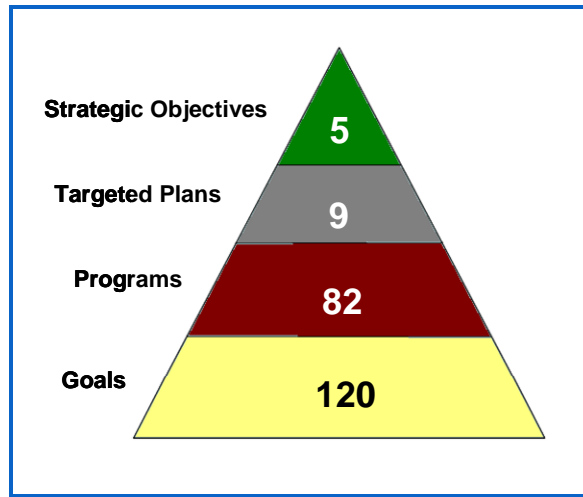 Strategic Objectives
5
Targeted Plans
9
Programs
82
Goals
120